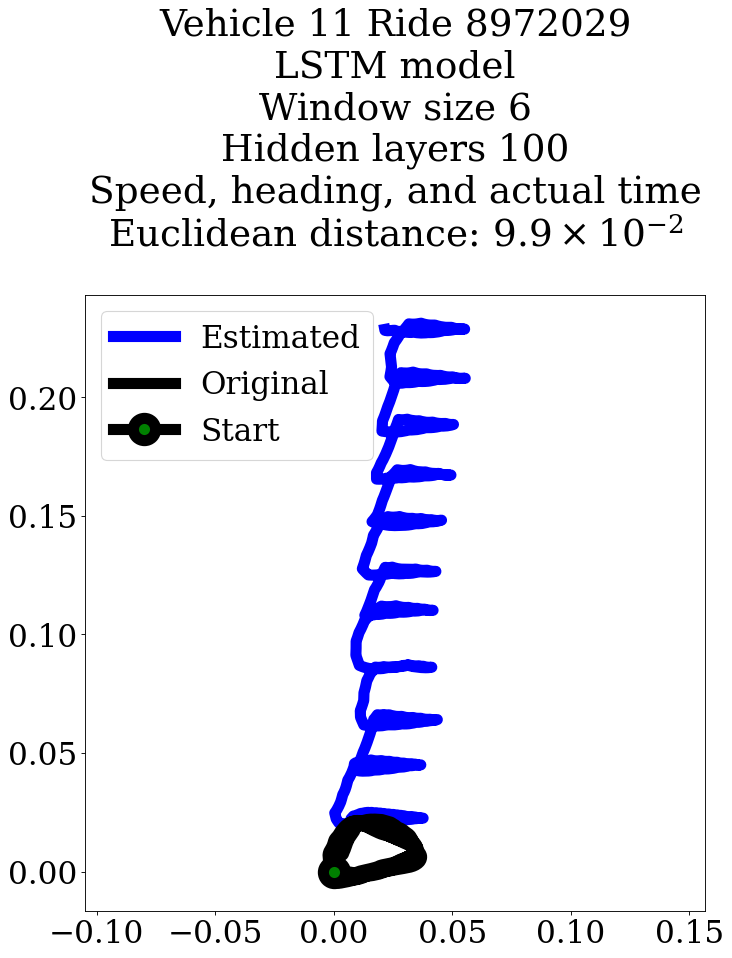 Vehicle 11 Ride 8972029
LSTM model
Window size 6
Hidden layers 100
Speed, heading, and actual time
Euclidean distance: 9.9 × 10⁻²
Estimated
Original
Start
0.20
0.15
0.10
0.05
0.00
−0.10 −0.05 0.00 0.05 0.10 0.15